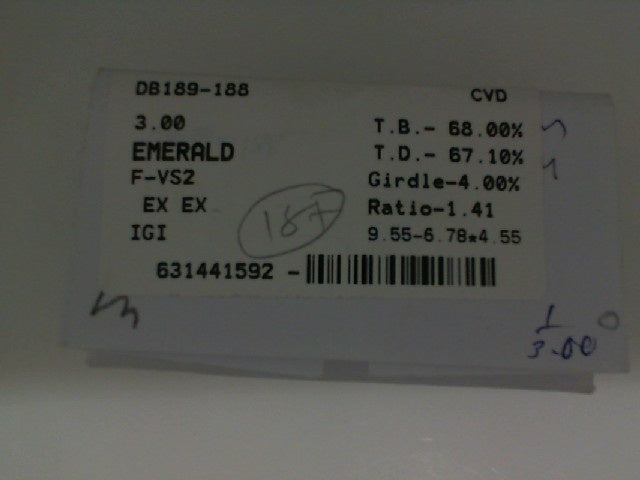 DB189-188 CVD
3.00 T.B.- 68.00%
EMERALD T.D.- 67.10%
F-VS2 Girdle-4.00%
EX EX Ratio-1.41
IGI 9.55-6.78*4.55
187
631441592 -
1
3.00